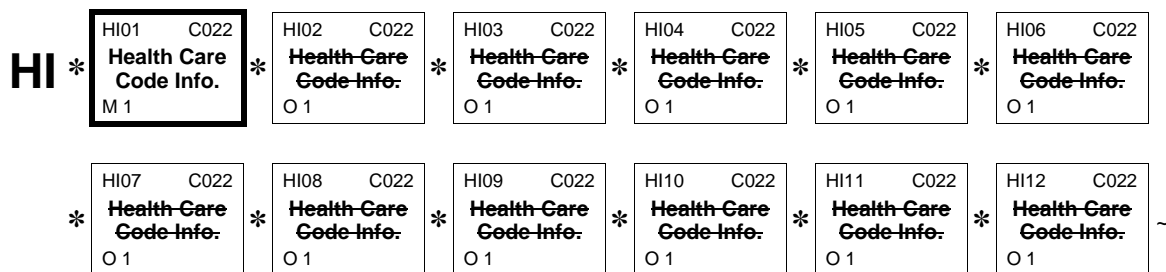 HI01 C022 HI02 C022 HI03 C022 HI04 C022 HI05 C022 HI06 C022
HI * Health Care * Health Care * Health Care * Health Care * Health Care * Health Care
Code Info. Code Info. Code Info. Code Info. Code Info. Code Info.
M 1 O 1 O 1 O 1 O 1 O 1
HI07 C022 HI08 C022 HI09 C022 HI10 C022 HI11 C022 HI12 C022
* Health Care * Health Care * Health Care * Health Care * Health Care * Health Care ~
Code Info. Code Info. Code Info. Code Info. Code Info. Code Info.
O 1 O 1 O 1 O 1 O 1 O 1